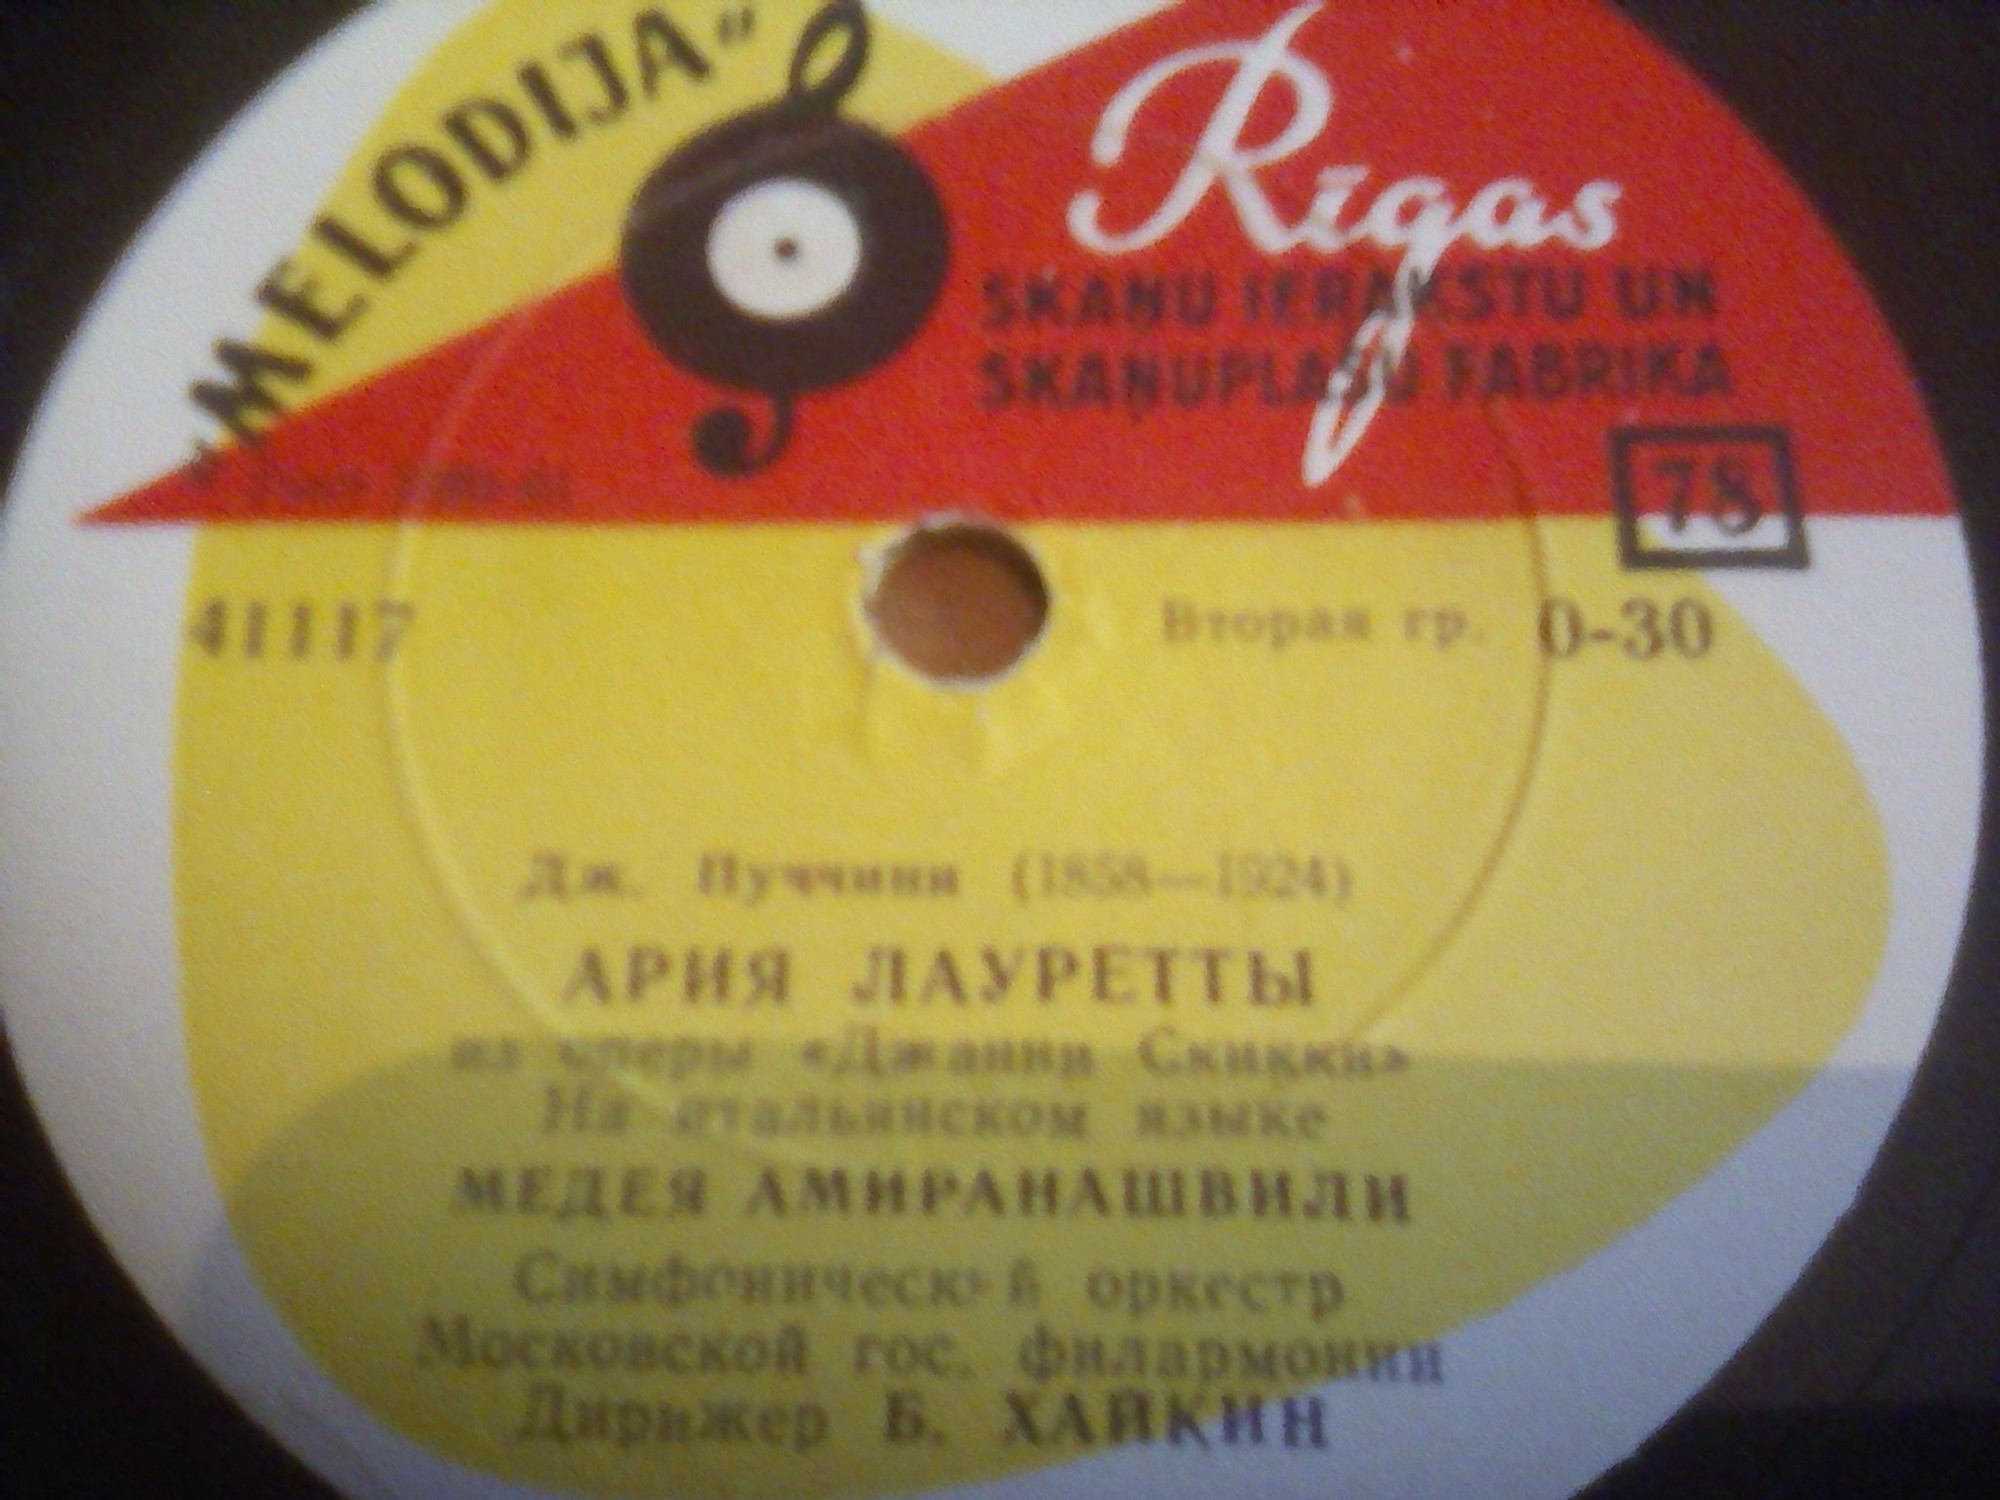 „MELODIJA”
Rīgas
SKAŅU IERAKSTU UN
SKAŅUPLAŠU FABRIKA
78
41117
Вторая гр. 0-30
Дж. Пуччини (1858—1924)
АРИЯ ЛАУРЕТТЫ
из оперы «Джанни Скикки»
На итальянском языке
МЕДЕЯ АМИРАНАШВИЛИ
Симфонический оркестр
Московской гос. филармонии
Дирижер Б. ХАЙКИН